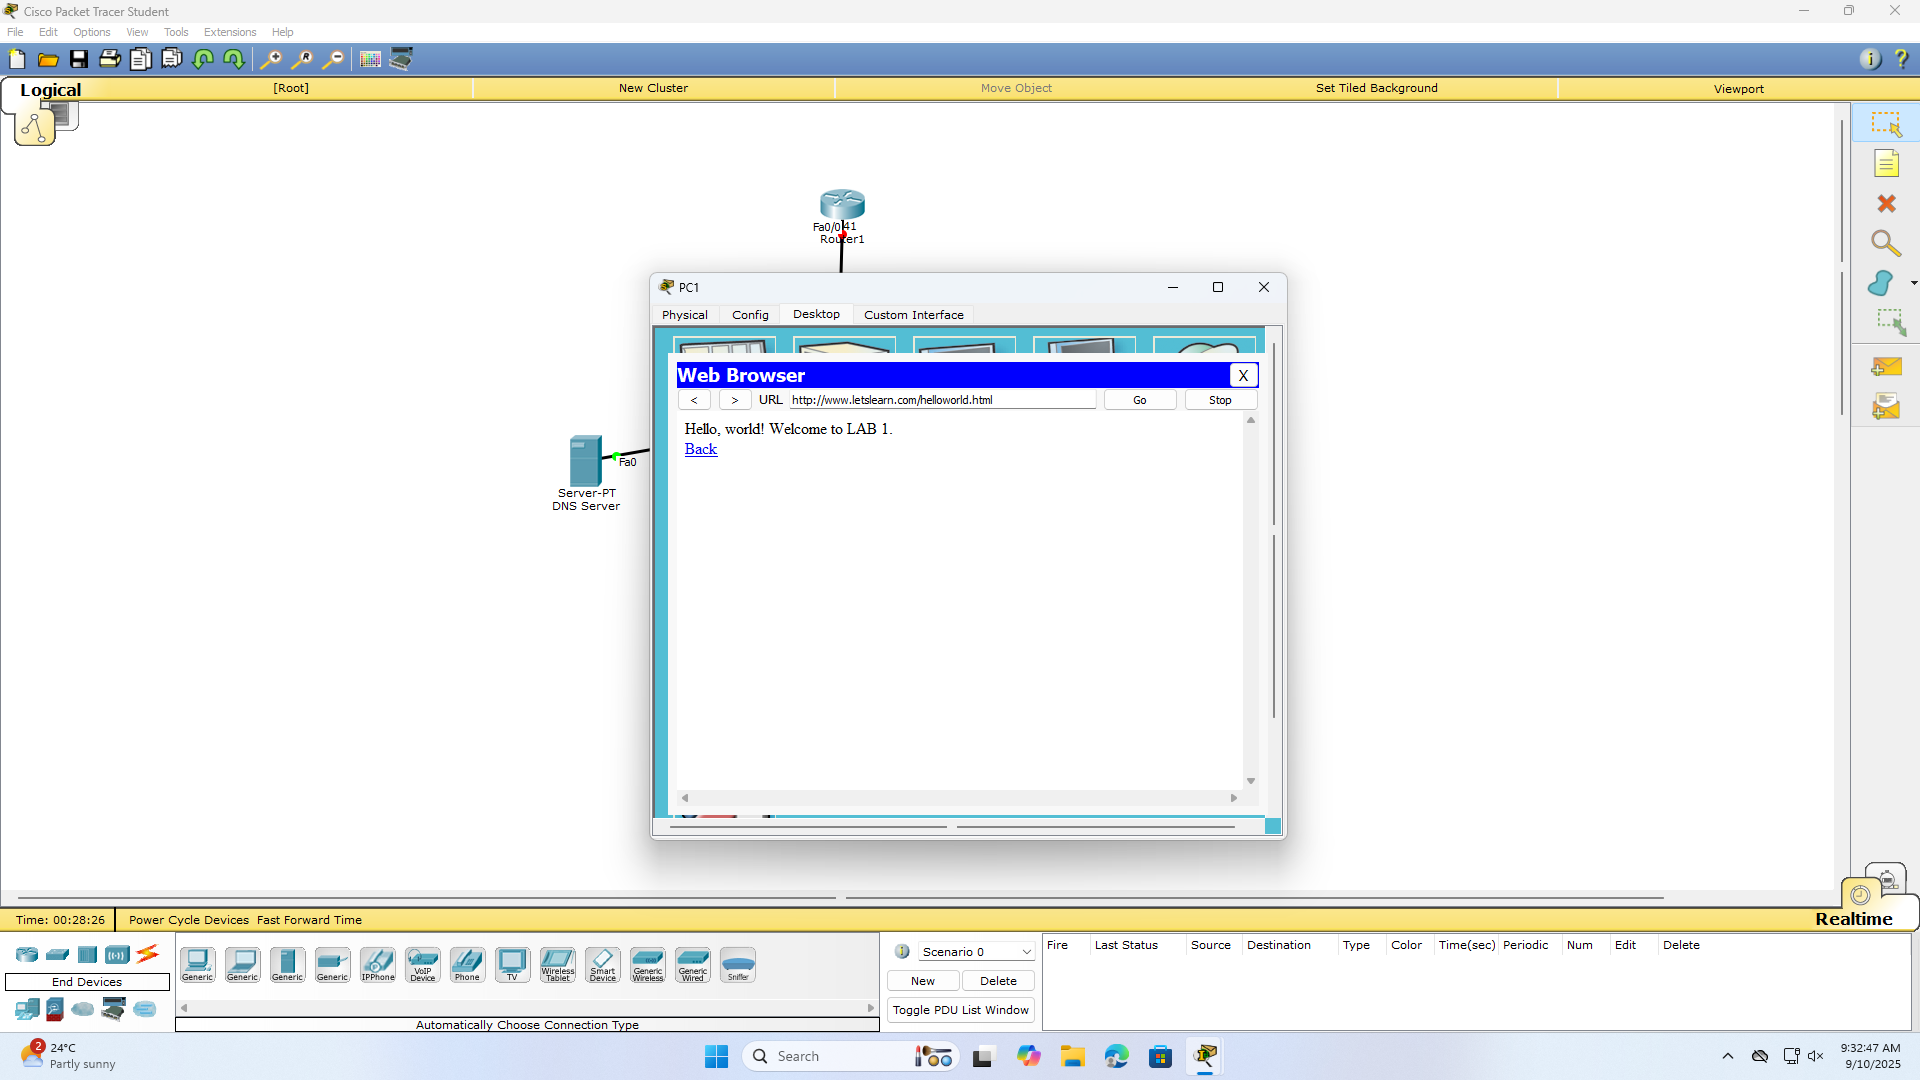 Cisco Packet Tracer Student
File Edit Options View Tools Extensions Help
Logical [Root] New Cluster Move Object Set Tiled Background Viewport
Fa0/0
Router1
PC1
Physical Config Desktop Custom Interface
Web Browser X
< > URL http://www.letslearn.com/helloworld.html Go Stop
Hello, world! Welcome to LAB 1.
Back
Fa0
Server-PT
DNS Server
Time: 00:28:26 Power Cycle Devices Fast Forward Time Realtime
End Devices
Generic Generic Generic Generic IPPhone VoIP Device Phone TV Wireless Tablet Smart Device Generic Wireless Generic Wired Sniffer
Automatically Choose Connection Type
Scenario 0
New Delete
Toggle PDU List Window
Fire Last Status Source Destination Type Color Time(sec) Periodic Num Edit Delete
2
24°C
Partly sunny
Search
9:32:47 AM
9/10/2025